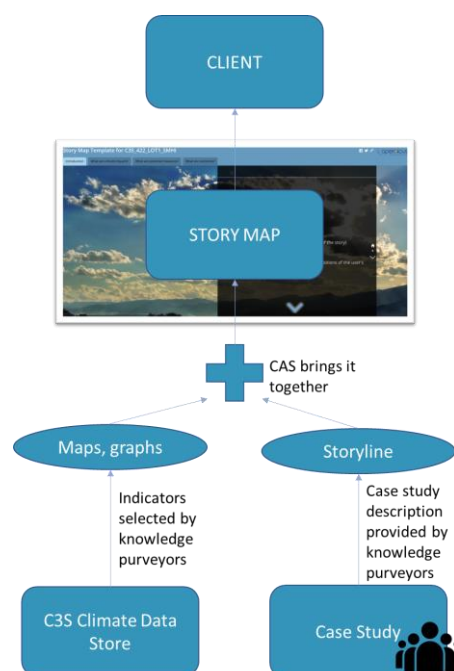 CLIENT
Story Map Template for C3S_422_LOT1_SMHI
STORY MAP
CAS brings it
together
Maps, graphs
Storyline
Indicators
selected by
knowledge
purveyors
Case study
description
provided by
knowledge
purveyors
C3S Climate Data
Store
Case Study